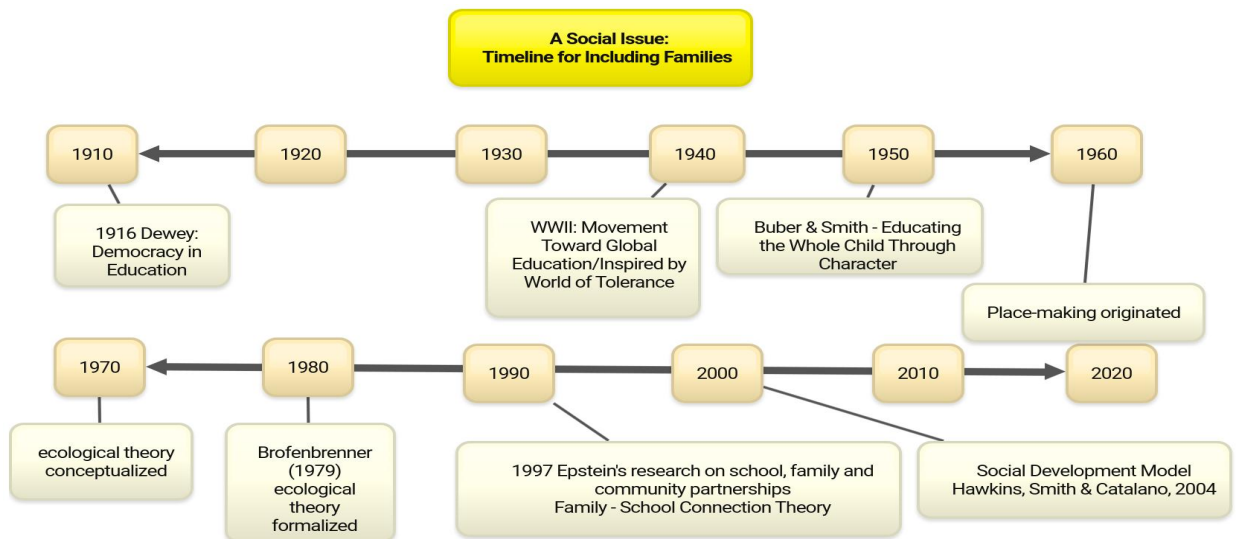 A Social Issue:
Timeline for Including Families
1910
1920
1930
1940
1950
1960
1916 Dewey:
Democracy in
Education
WWII: Movement
Toward Global
Education/Inspired by
World of Tolerance
Buber & Smith - Educating
the Whole Child Through
Character
Place-making originated
1970
1980
1990
2000
2010
2020
ecological theory
conceptualized
Brofenbrenner
(1979)
ecological
theory
formalized
1997 Epstein's research on school, family and
community partnerships
Family - School Connection Theory
Social Development Model
Hawkins, Smith & Catalano, 2004